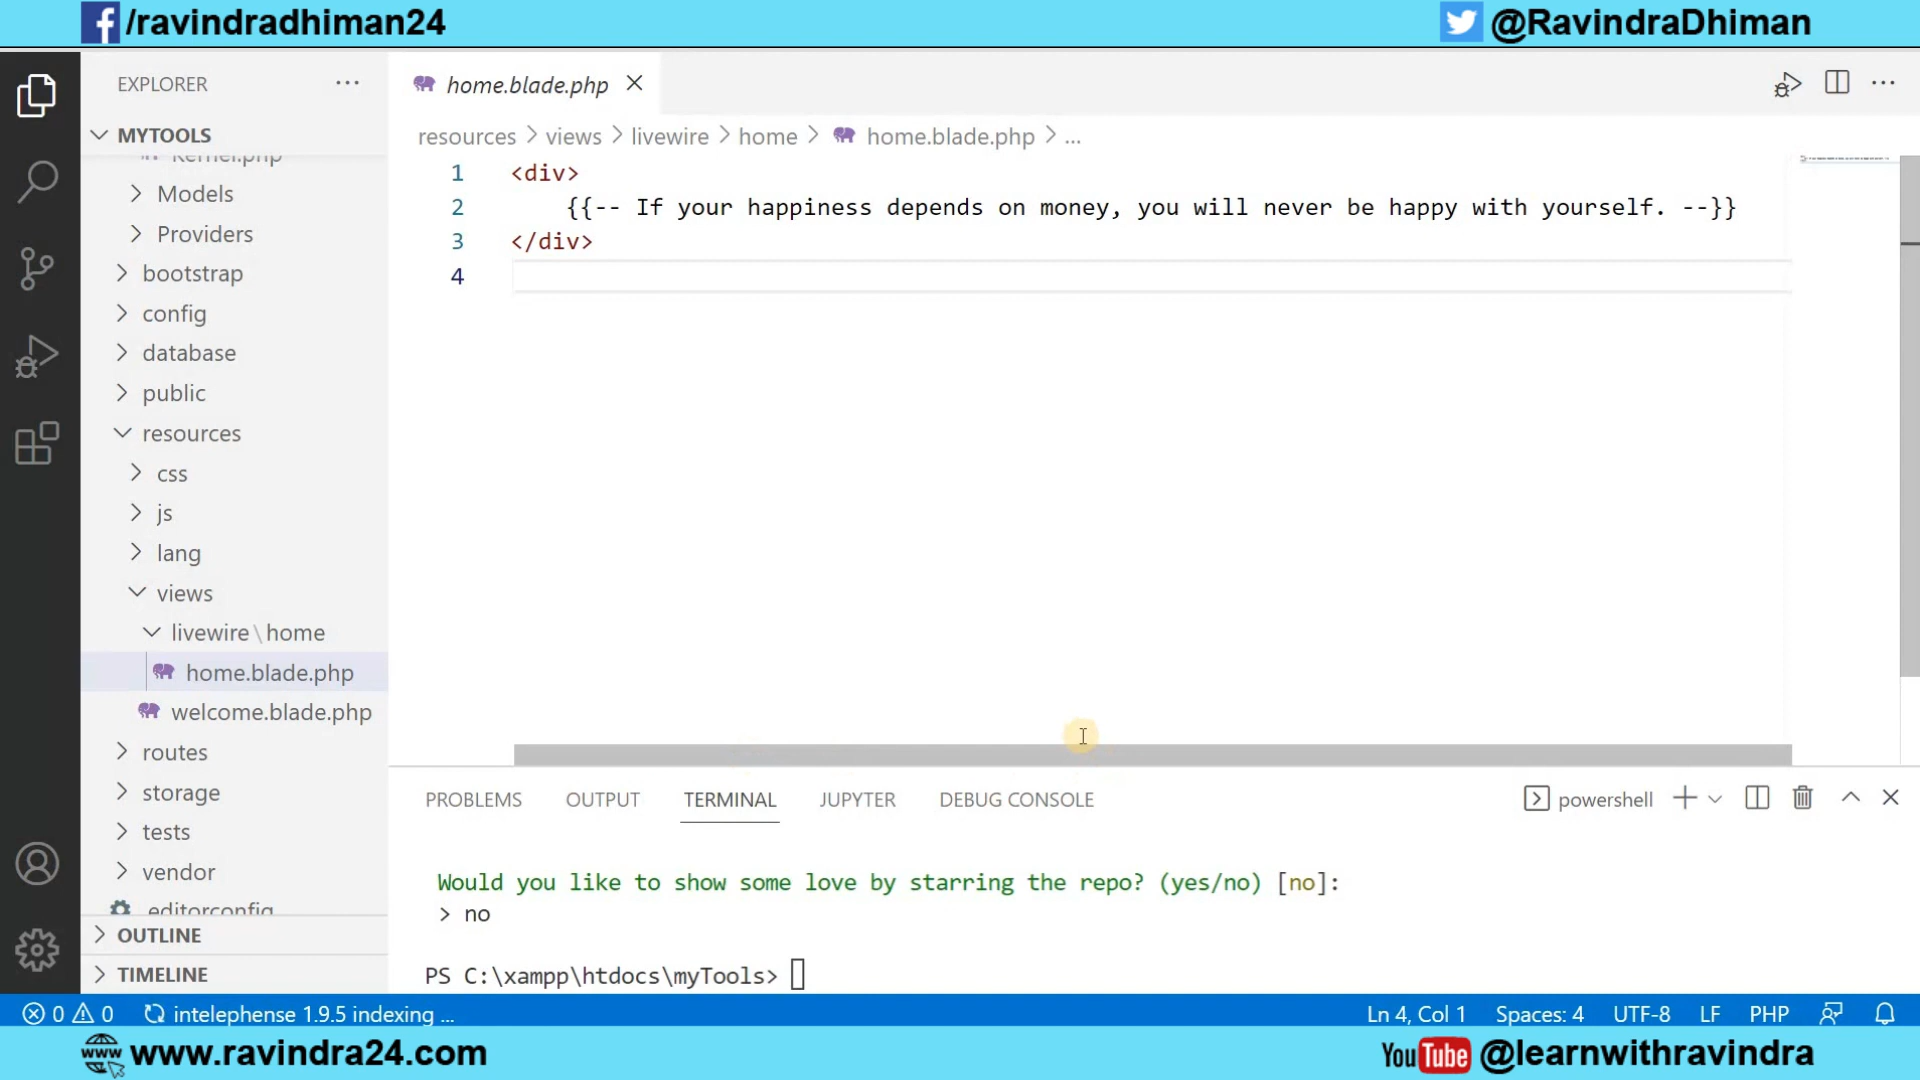 /ravindradhiman24
@RavindraDhiman
EXPLORER
home.blade.php
MYTOOLS
resources > views > livewire > home > home.blade.php > ...
Kernel.php
Models
Providers
bootstrap
config
database
public
resources
css
js
lang
views
livewire\home
home.blade.php
welcome.blade.php
routes
storage
tests
vendor
.editorconfig
OUTLINE
TIMELINE
1 <div>
2 {{-- If your happiness depends on money, you will never be happy with yourself. --}}
3 </div>
4
PROBLEMS OUTPUT TERMINAL JUPYTER DEBUG CONSOLE
powershell
Would you like to show some love by starring the repo? (yes/no) [no]:
> no
PS C:\xampp\htdocs\myTools>
0 0 intelephense 1.9.5 indexing ...
Ln 4, Col 1 Spaces: 4 UTF-8 LF PHP
www.ravindra24.com
YouTube @learnwithravindra